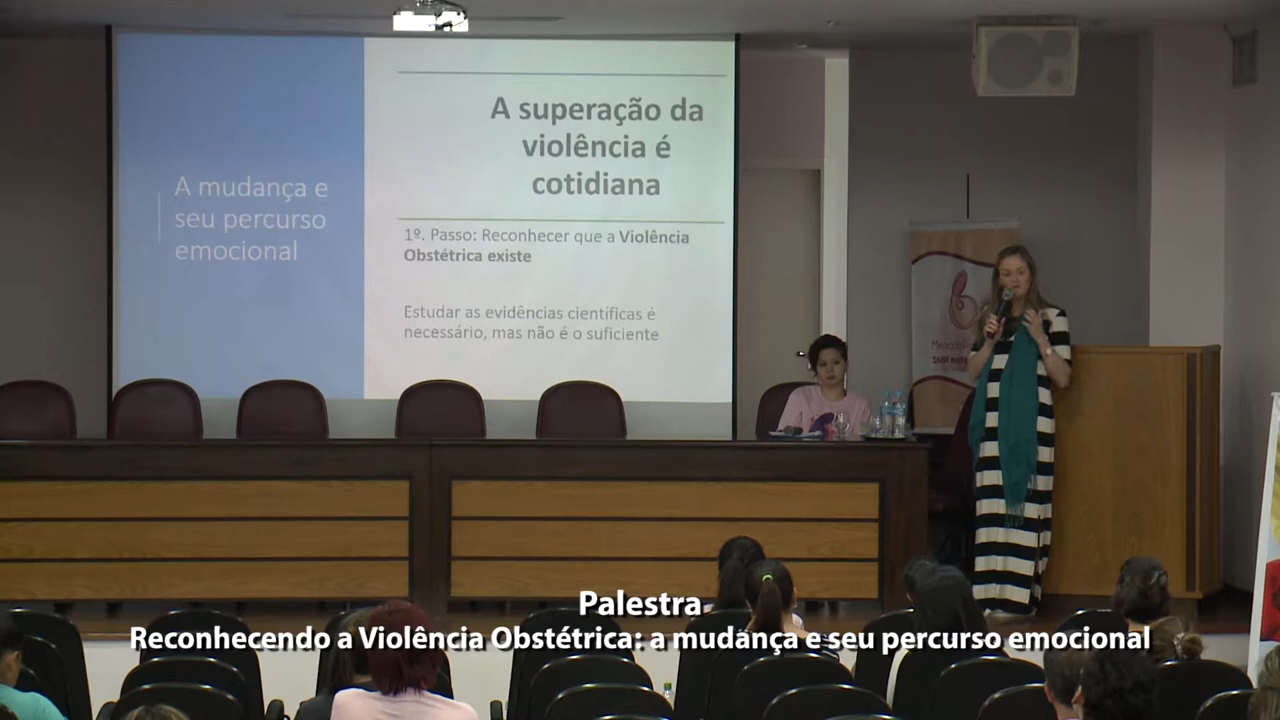 A mudança e
seu percurso
emocional
A superação da
violência é
cotidiana
1º. Passo: Reconhecer que a Violência
Obstétrica existe
Estudar as evidências científicas é
necessário, mas não é o suficiente
Palestra
Reconhecendo a Violência Obstétrica: a mudança e seu percurso emocional